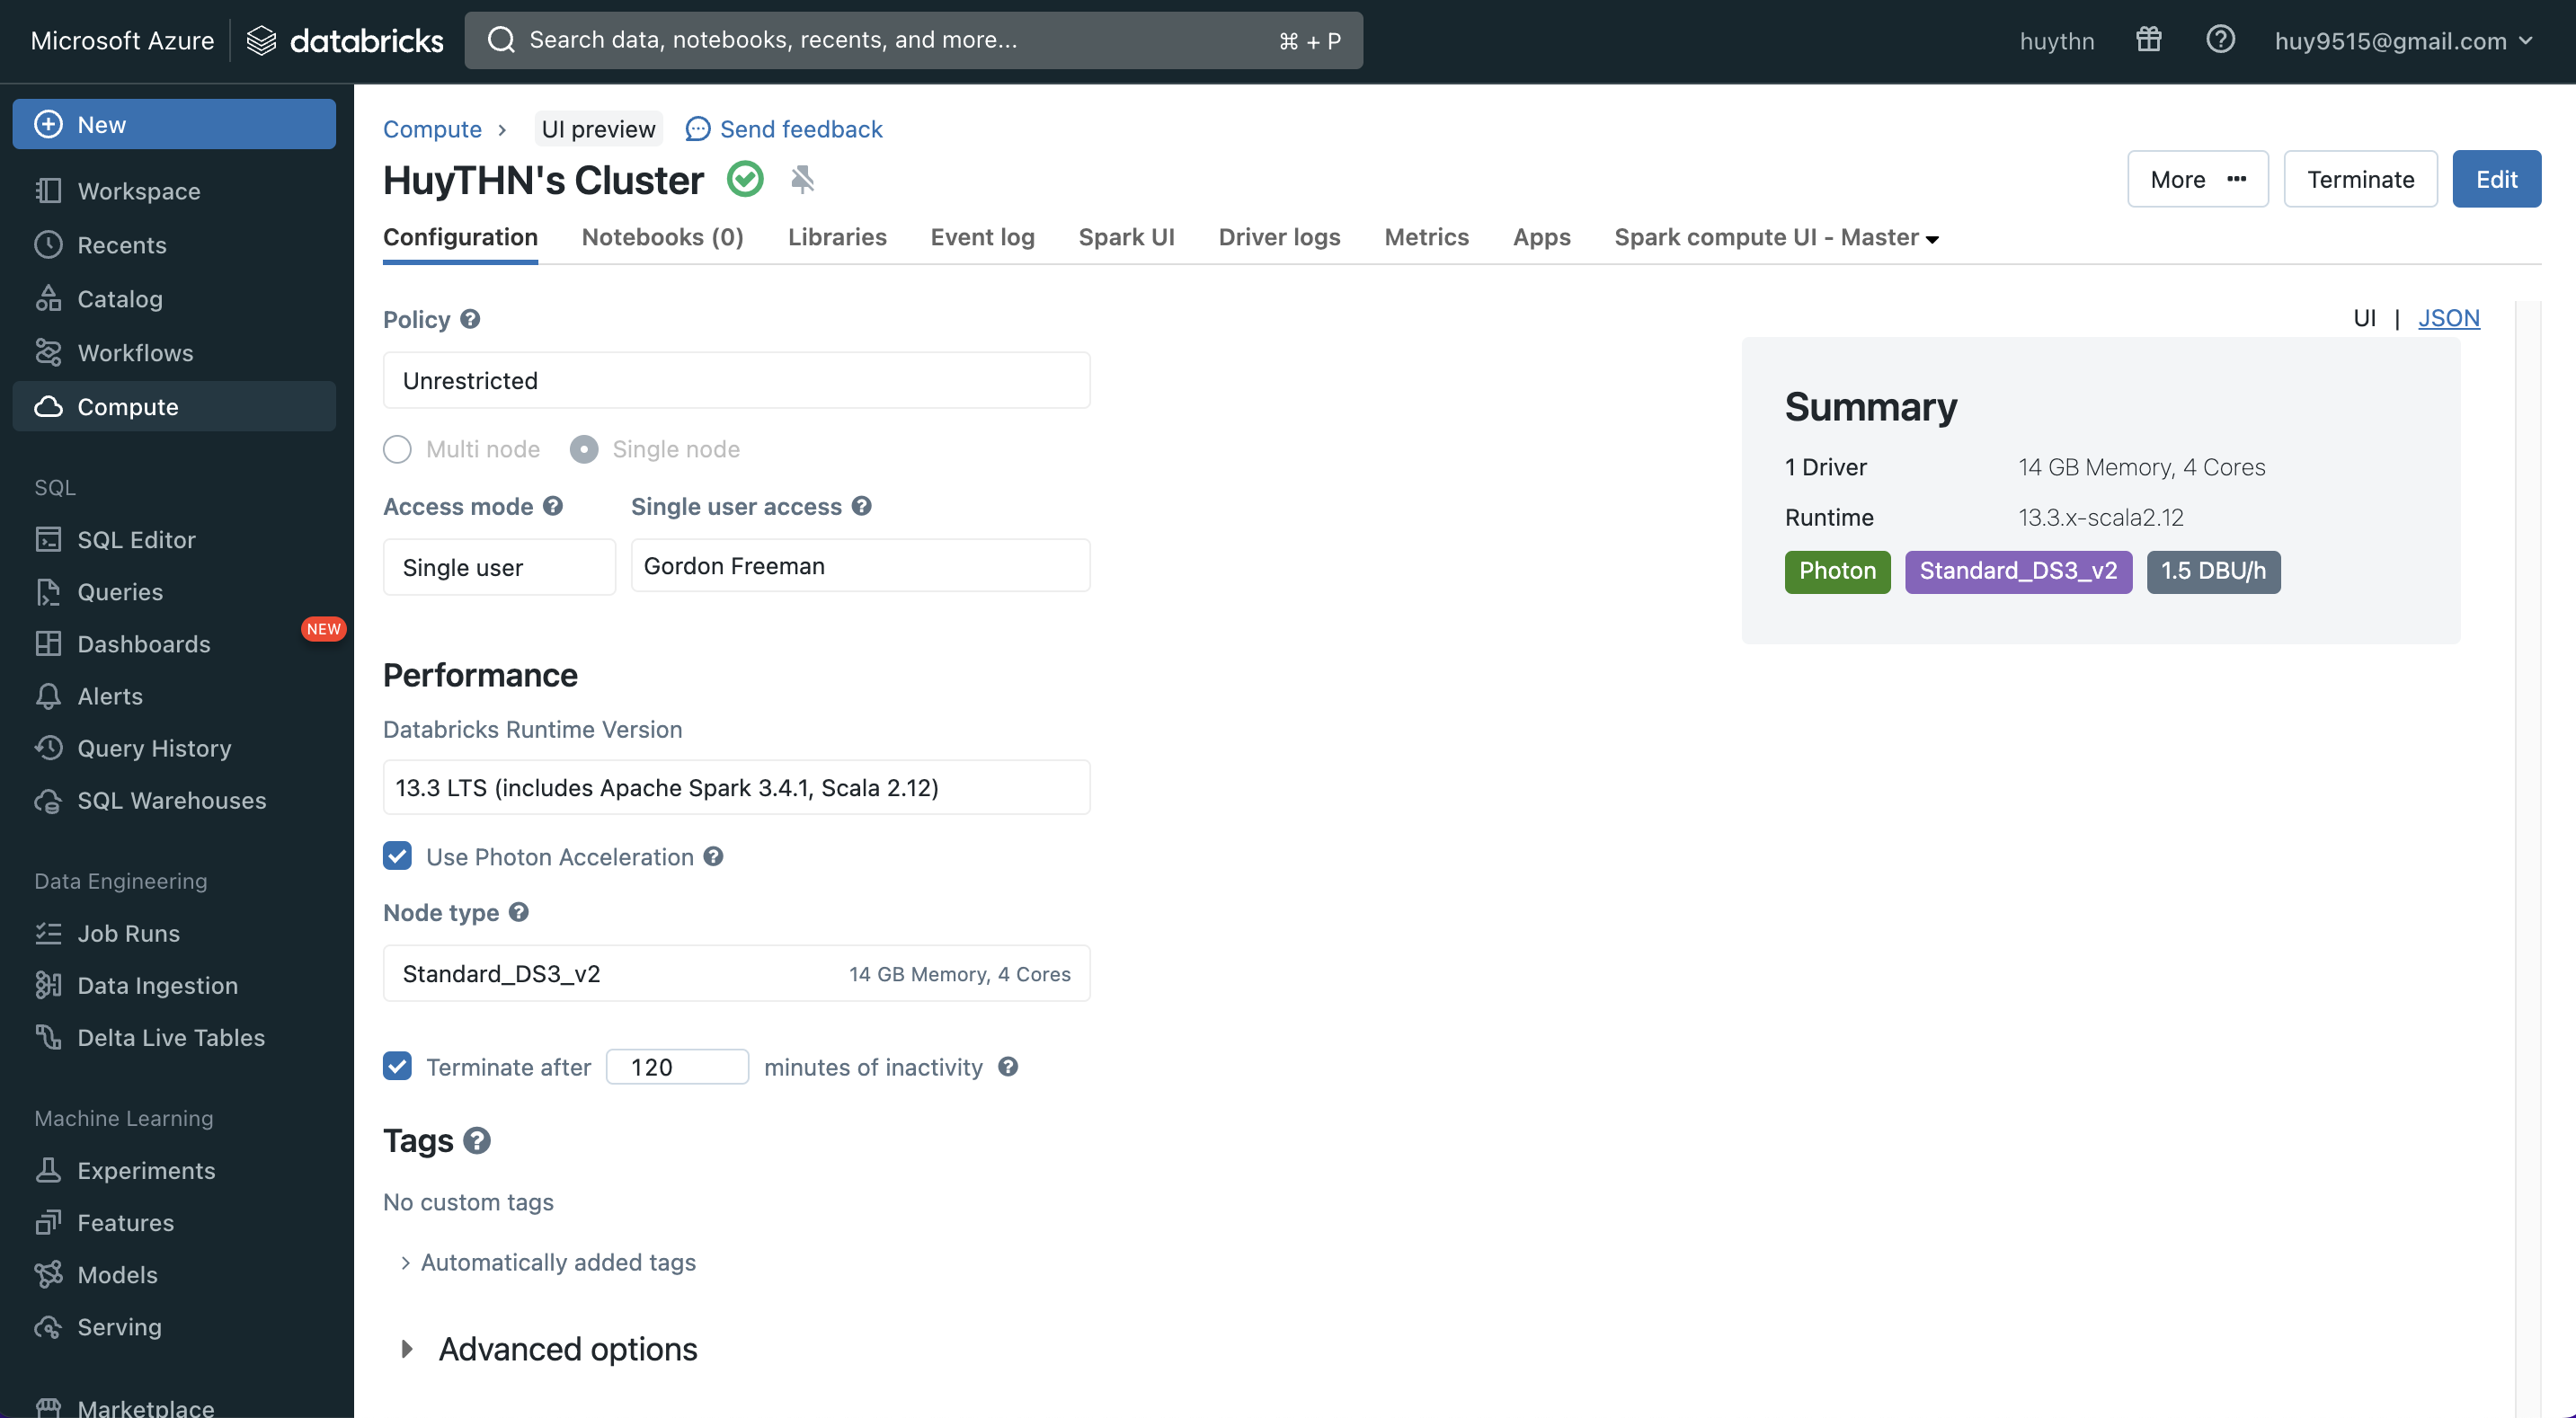 Microsoft Azure databricks Search data, notebooks, recents, and more... ⌘ + P huythn huy9515@gmail.com
New
Workspace
Recents
Catalog
Workflows
Compute
SQL
SQL Editor
Queries
Dashboards NEW
Alerts
Query History
SQL Warehouses
Data Engineering
Job Runs
Data Ingestion
Delta Live Tables
Machine Learning
Experiments
Features
Models
Serving
Marketplace
Compute › UI preview Send feedback
HuyTHN's Cluster More ··· Terminate Edit
Configuration Notebooks (0) Libraries Event log Spark UI Driver logs Metrics Apps Spark compute UI - Master
UI | JSON
Policy
Unrestricted
Multi node Single node
Access mode Single user access
Single user Gordon Freeman
Performance
Databricks Runtime Version
13.3 LTS (includes Apache Spark 3.4.1, Scala 2.12)
Use Photon Acceleration
Node type
Standard_DS3_v2 14 GB Memory, 4 Cores
Terminate after 120 minutes of inactivity
Tags
No custom tags
Automatically added tags
Advanced options
Summary
1 Driver 14 GB Memory, 4 Cores
Runtime 13.3.x-scala2.12
Photon Standard_DS3_v2 1.5 DBU/h